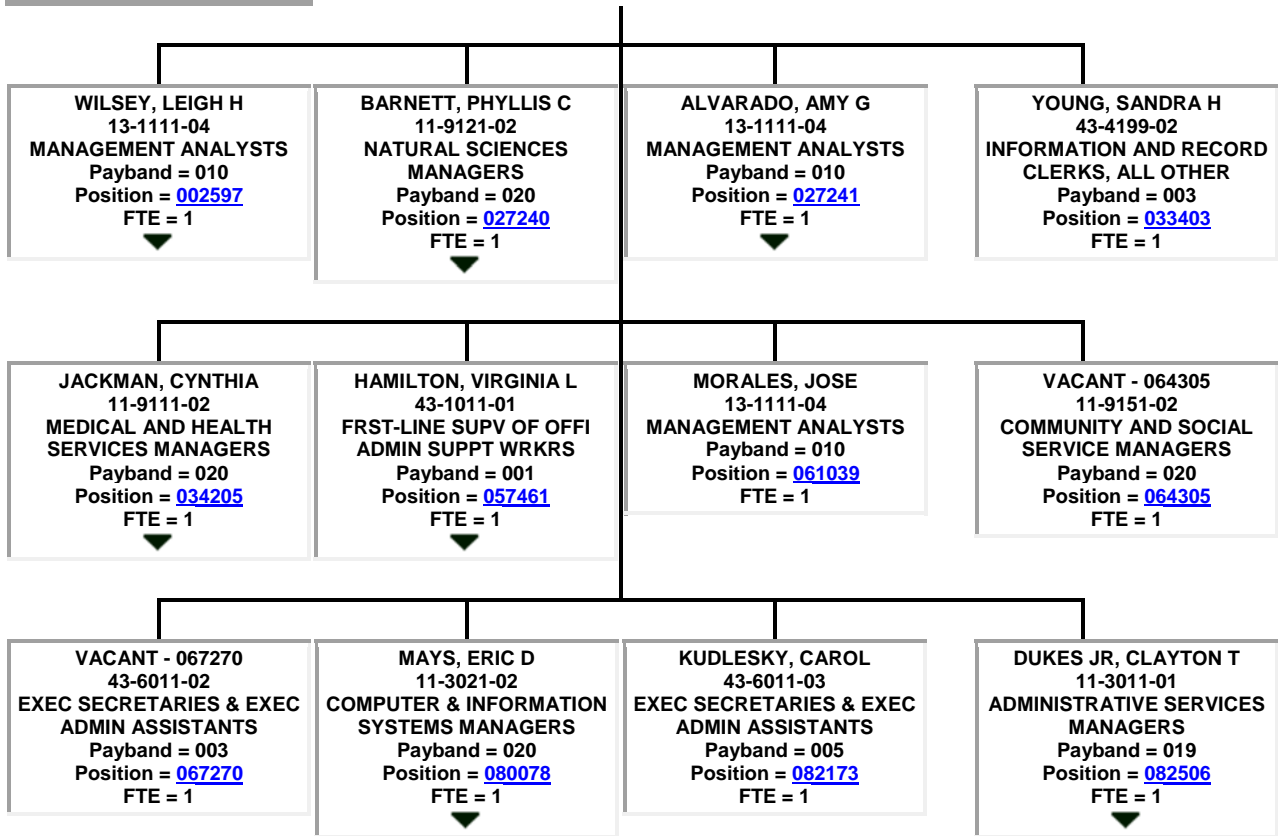 WILSEY, LEIGH H
13-1111-04
MANAGEMENT ANALYSTS
Payband = 010
Position = 002597
FTE = 1
BARNETT, PHYLLIS C
11-9121-02
NATURAL SCIENCES
MANAGERS
Payband = 020
Position = 027240
FTE = 1
ALVARADO, AMY G
13-1111-04
MANAGEMENT ANALYSTS
Payband = 010
Position = 027241
FTE = 1
YOUNG, SANDRA H
43-4199-02
INFORMATION AND RECORD
CLERKS, ALL OTHER
Payband = 003
Position = 033403
FTE = 1
JACKMAN, CYNTHIA
11-9111-02
MEDICAL AND HEALTH
SERVICES MANAGERS
Payband = 020
Position = 034205
FTE = 1
HAMILTON, VIRGINIA L
43-1011-01
FRST-LINE SUPV OF OFFI
ADMIN SUPPT WRKRS
Payband = 001
Position = 057461
FTE = 1
MORALES, JOSE
13-1111-04
MANAGEMENT ANALYSTS
Payband = 010
Position = 061039
FTE = 1
VACANT - 064305
11-9151-02
COMMUNITY AND SOCIAL
SERVICE MANAGERS
Payband = 020
Position = 064305
FTE = 1
VACANT - 067270
43-6011-02
EXEC SECRETARIES & EXEC
ADMIN ASSISTANTS
Payband = 003
Position = 067270
FTE = 1
MAYS, ERIC D
11-3021-02
COMPUTER & INFORMATION
SYSTEMS MANAGERS
Payband = 020
Position = 080078
FTE = 1
KUDLESKY, CAROL
43-6011-03
EXEC SECRETARIES & EXEC
ADMIN ASSISTANTS
Payband = 005
Position = 082173
FTE = 1
DUKES JR, CLAYTON T
11-3011-01
ADMINISTRATIVE SERVICES
MANAGERS
Payband = 019
Position = 082506
FTE = 1